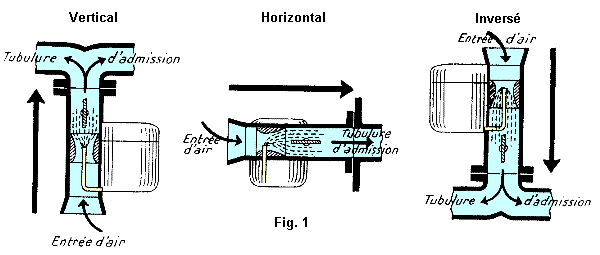 Vertical
Tubulure d'admission
Entrée d'air
Horizontal
Entrée
d'air
Tubulure
d'admission
Fig. 1
Inversé
Entrée d'air
Tubulure d'admission